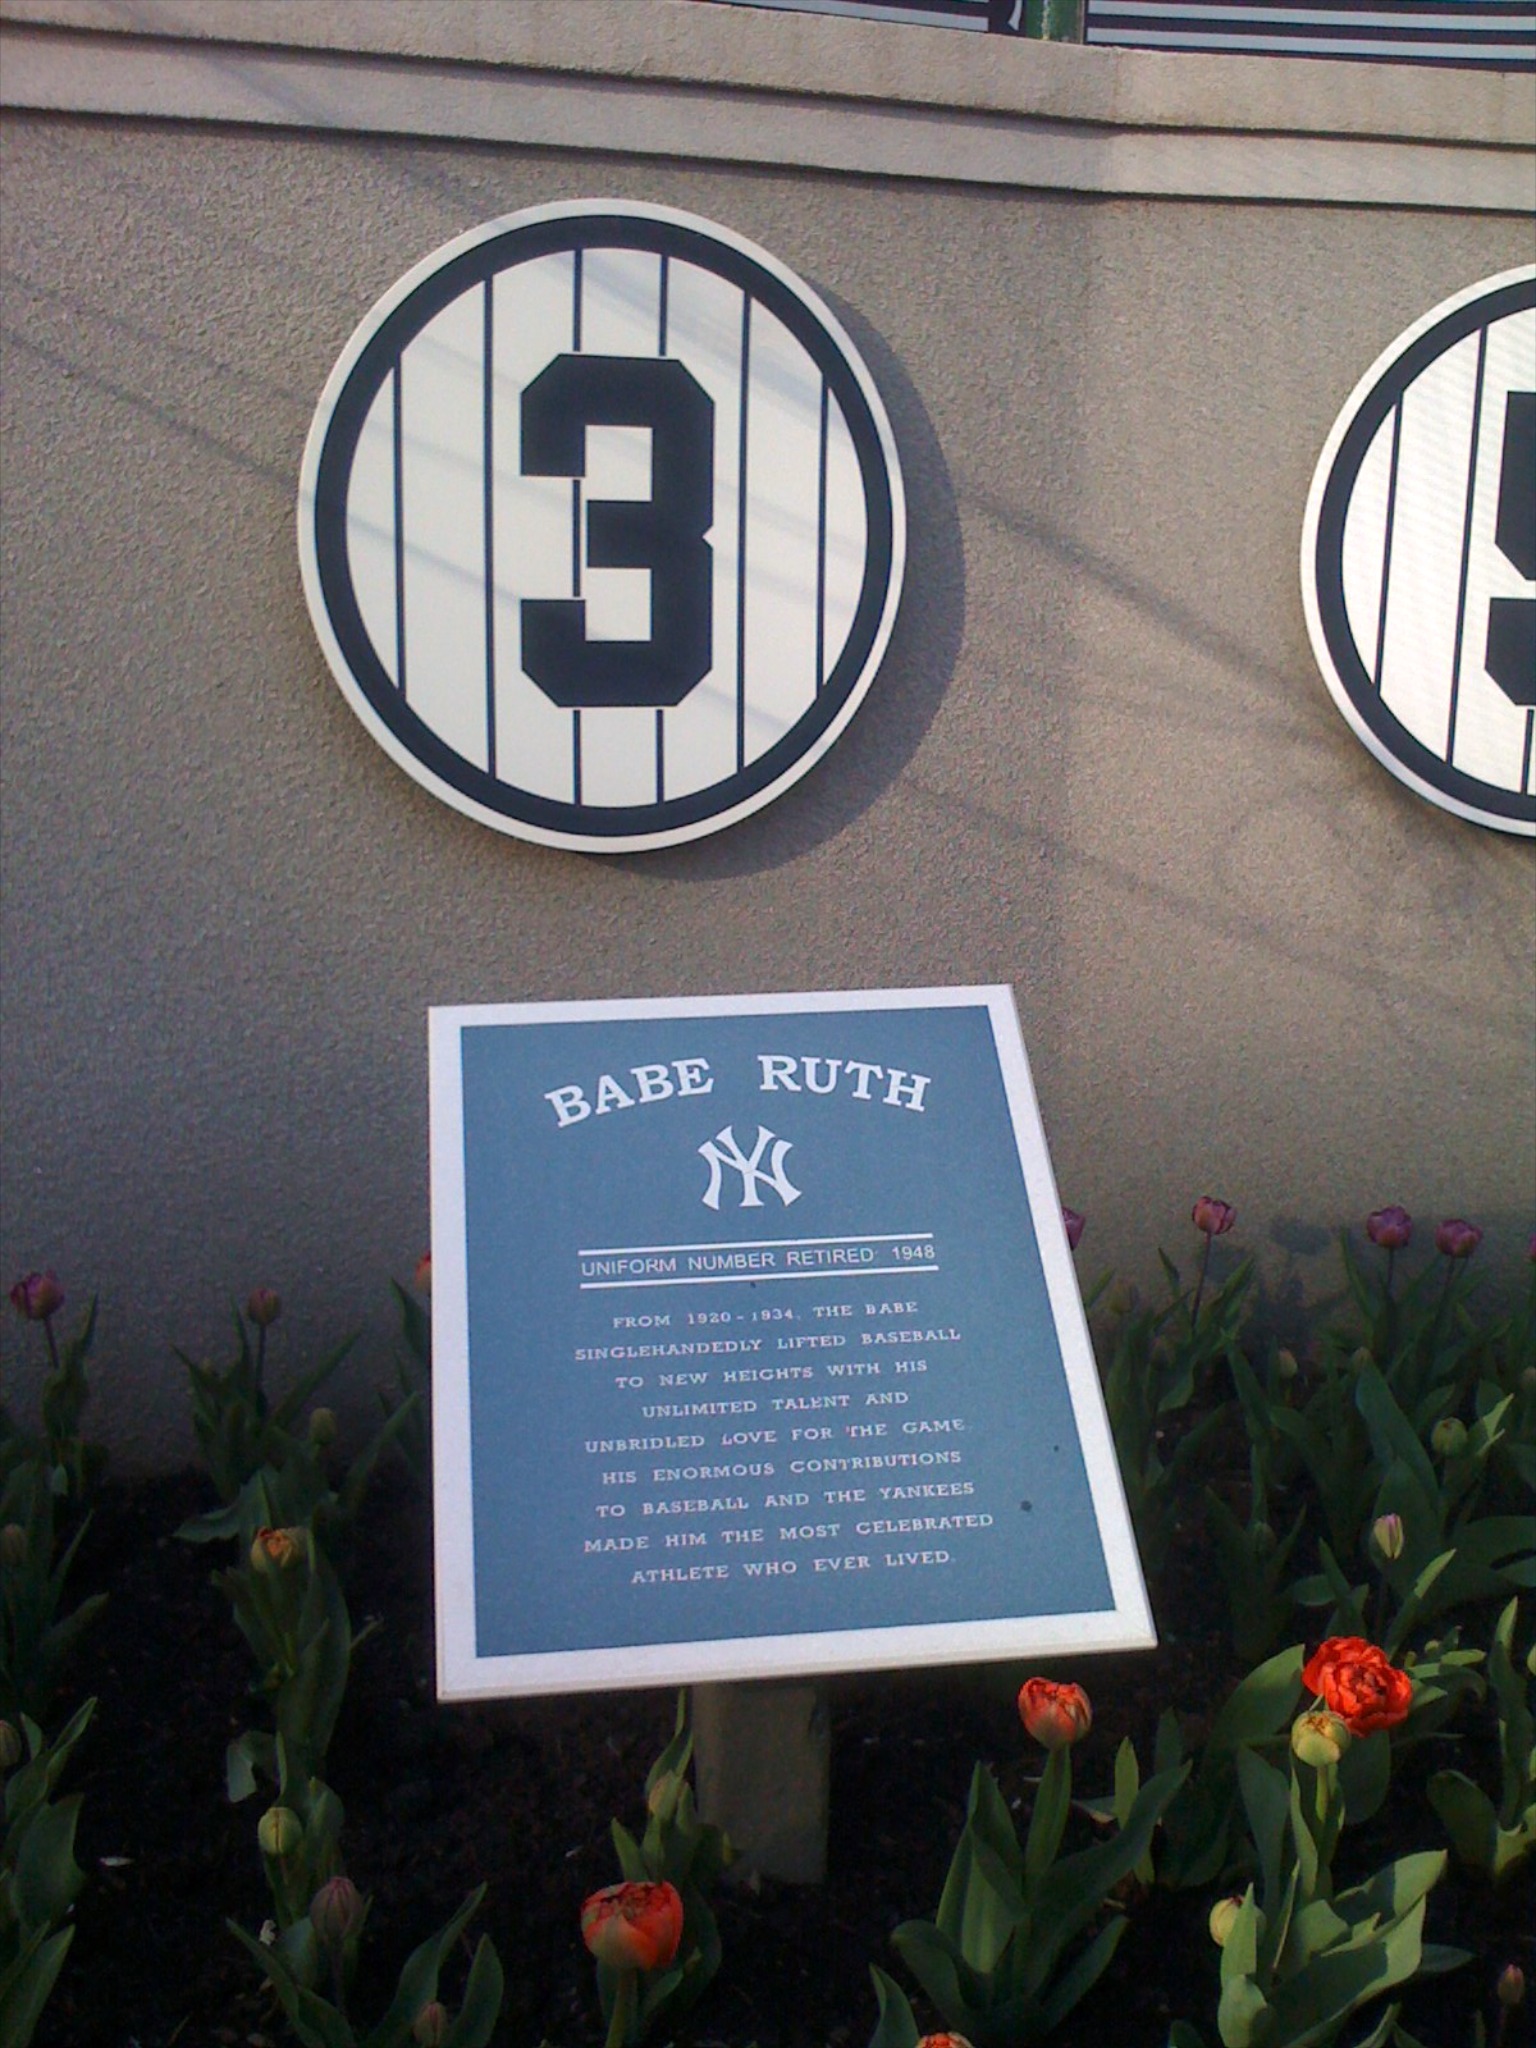 3
BABE RUTH
NY
UNIFORM NUMBER RETIRED: 1948
FROM 1920-1934, THE BABE
SINGLEHANDEDLY LIFTED BASEBALL
TO NEW HEIGHTS WITH HIS
UNLIMITED TALENT AND
UNBRIDLED LOVE FOR THE GAME.
HIS ENORMOUS CONTRIBUTIONS
TO BASEBALL AND THE YANKEES
MADE HIM THE MOST CELEBRATED
ATHLETE WHO EVER LIVED.